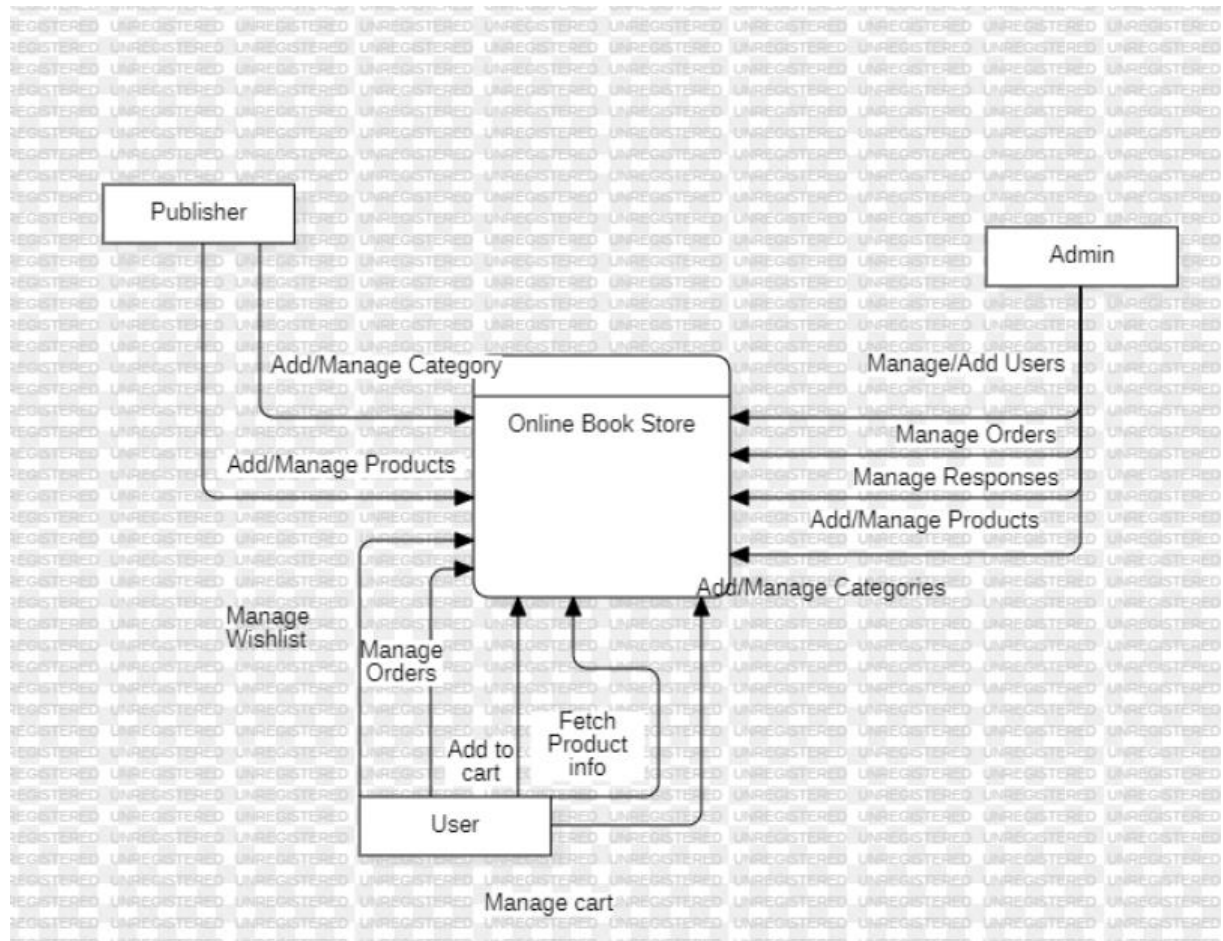 Publisher
Admin
Add/Manage Category
Manage/Add Users
Online Book Store
Manage Orders
Add/Manage Products
Manage Responses
Add/Manage Products
Add/Manage Categories
Manage
Wishlist
Manage
Orders
Fetch
Product
info
Add to
cart
User
Manage cart
UNREGISTERED